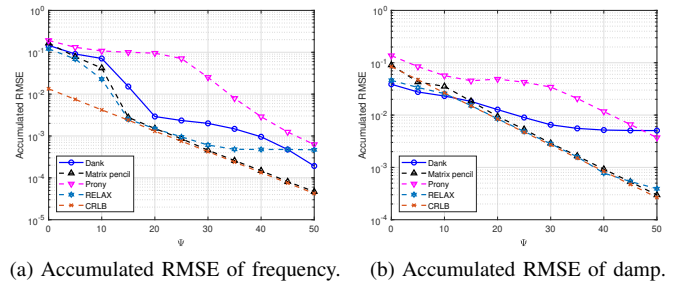 10^0
10^-1
10^-2
10^-3
10^-4
10^-5
Accumulated RMSE
Dank
Matrix pencil
Prony
RELAX
CRLB
0 10 20 30 40 50
Ψ
(a) Accumulated RMSE of frequency.
10^0
10^-1
10^-2
10^-3
10^-4
Accumulated RMSE
Dank
Matrix pencil
Prony
RELAX
CRLB
0 10 20 30 40 50
Ψ
(b) Accumulated RMSE of damp.